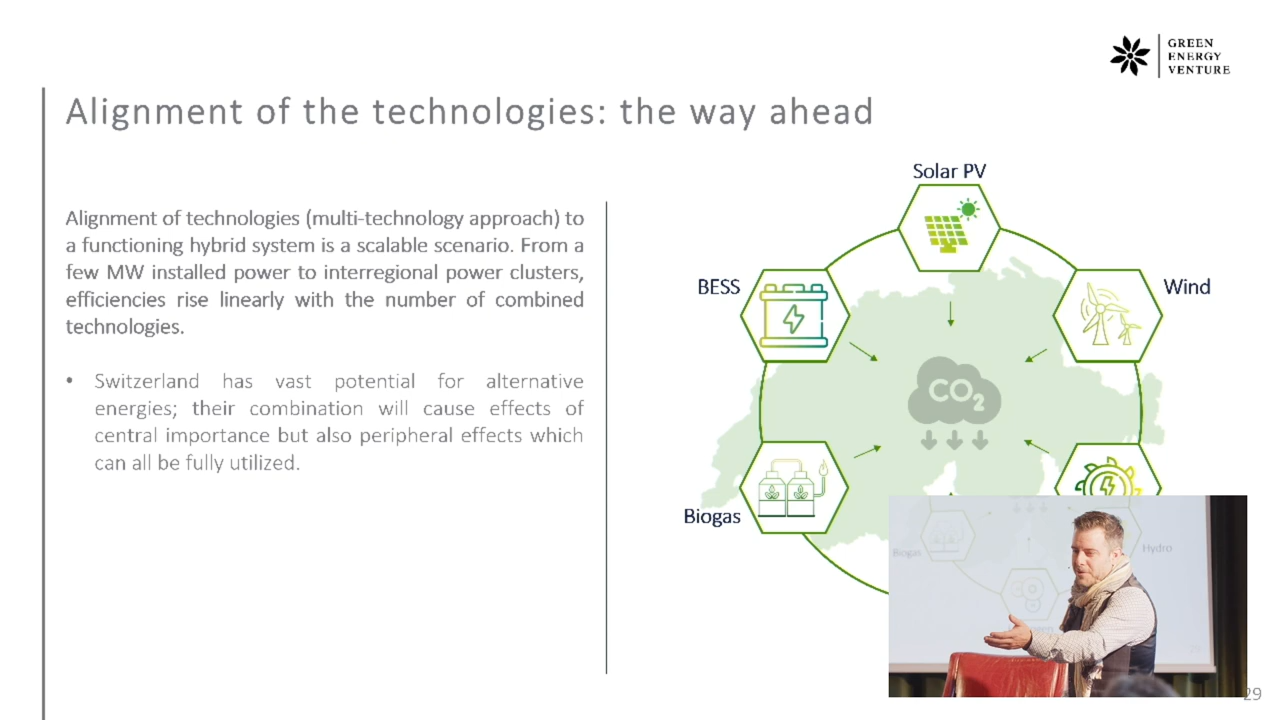 GREEN
ENERGY
VENTURE
Alignment of the technologies: the way ahead
Alignment of technologies (multi-technology approach) to
a functioning hybrid system is a scalable scenario. From a
few MW installed power to interregional power clusters,
efficiencies rise linearly with the number of combined
technologies.
• Switzerland has vast potential for alternative
energies; their combination will cause effects of
central importance but also peripheral effects which
can all be fully utilized.
Solar PV
BESS
Wind
CO₂
Biogas
Biogas
Hydro
29